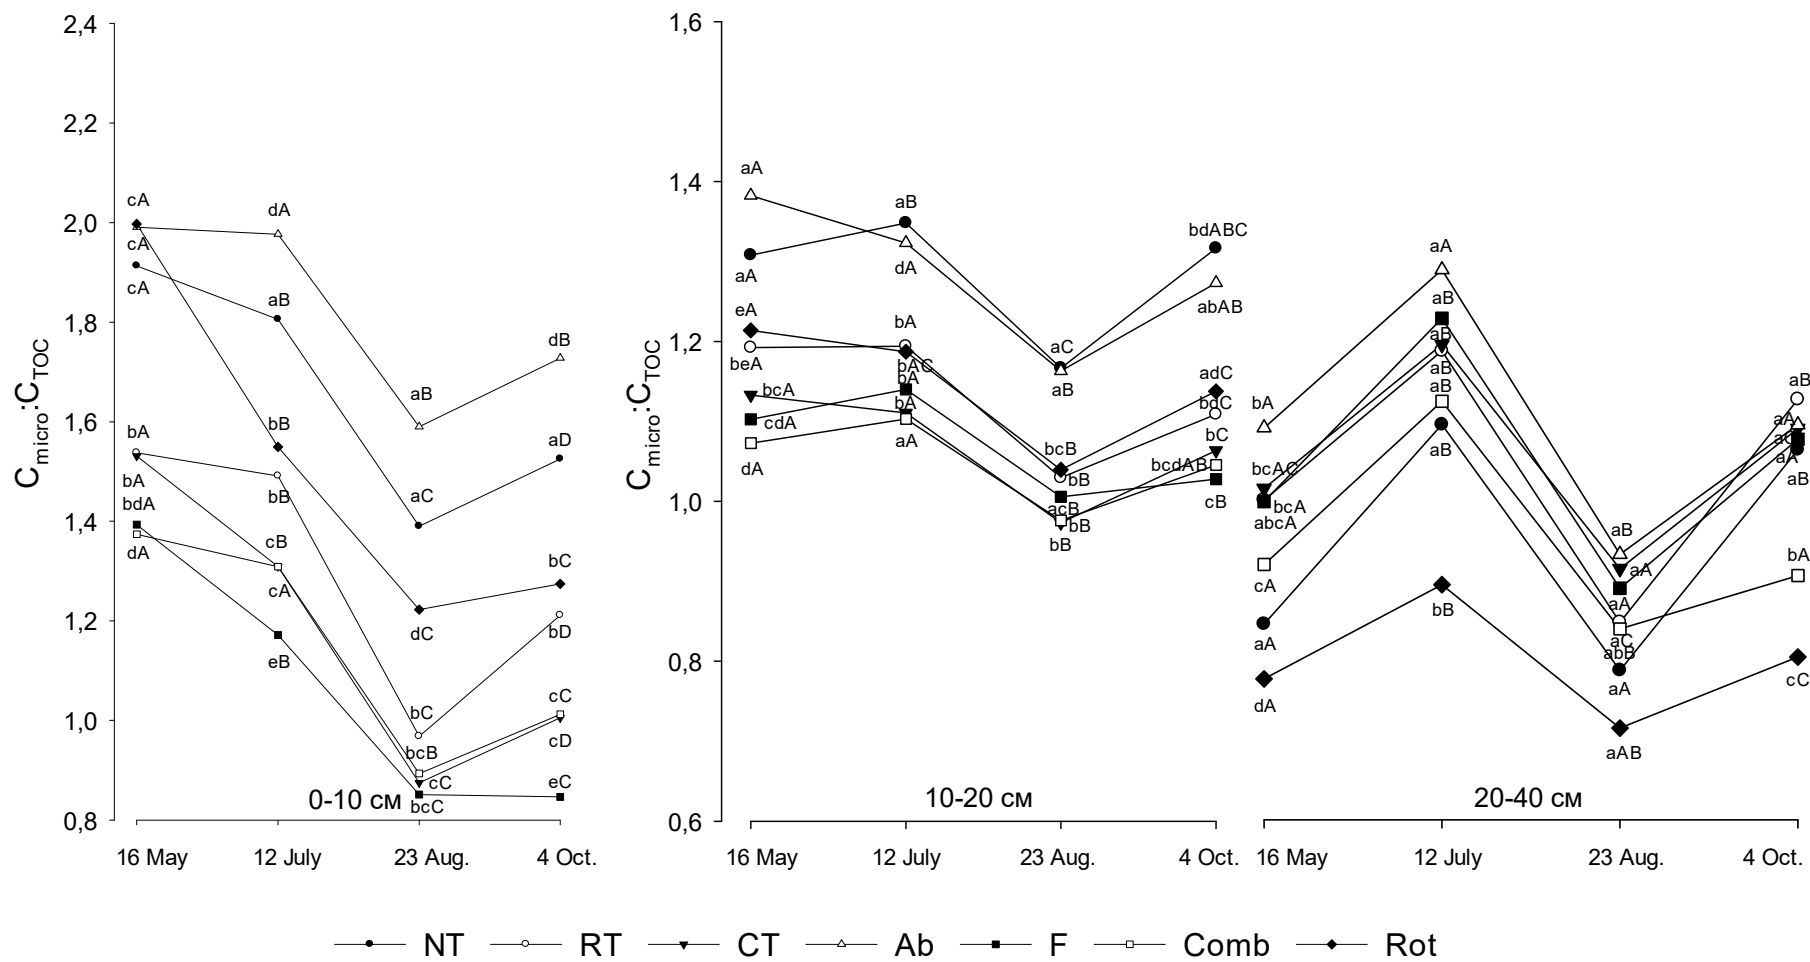 2,4
2,2
2,0
1,8
1,6
1,4
1,2
1,0
0,8
Cmicro:CTOC
cA
cA
cA
dA
aB
bB
bA
bA
bdA
dA
bB
cB
cA
eB
aB
aC
dC
bC
bcB
cC
bcC
dB
aD
bC
bD
cC
cD
eC
0-10 см
16 May
12 July
23 Aug.
4 Oct.
1,6
1,4
1,2
1,0
0,8
0,6
Cmicro:CTOC
aA
aA
eA
beA
bcA
cdA
dA
aB
dA
bA
bAC
bA
bA
aA
aC
aB
bcB
bB
acB
bB
bB
bdABC
abAB
adC
bdC
bC
bcdAB
cB
10-20 см
16 May
12 July
23 Aug.
4 Oct.
bA
bcAC
bcA
abcA
cA
aA
dA
aA
aB
aB
aB
aB
aB
bB
aB
aA
aA
aC
abB
aA
aAB
aB
aA
aC
aA
aB
bA
cC
20-40 см
16 May
12 July
23 Aug.
4 Oct.
NT RT CT Ab F Comb Rot